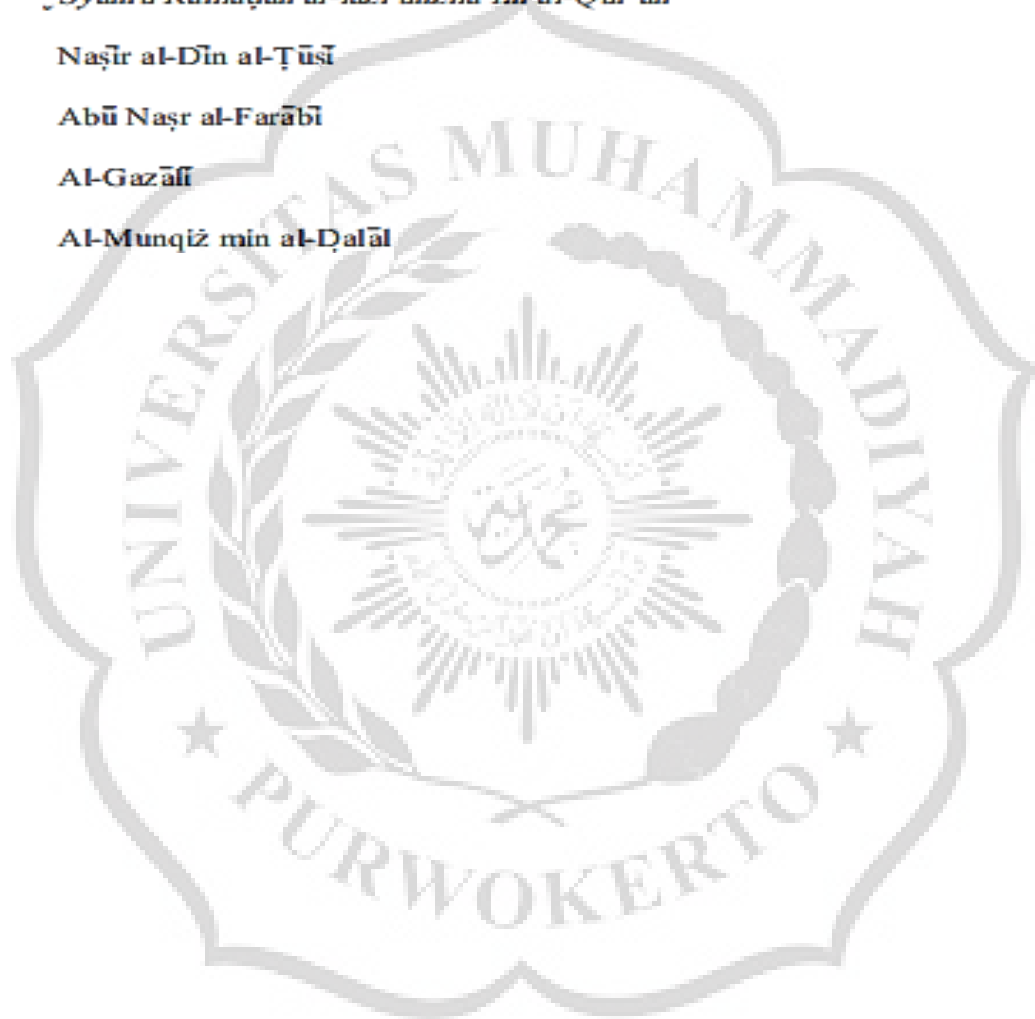 Naṣīr al-Dīn al-Ṭūsī
Abū Naṣr al-Farābī
Al-Gazālī
Al-Munqiż min al-Ḍalāl
UNIVERSITAS MUHAMMADIYAH
PURWOKERTO